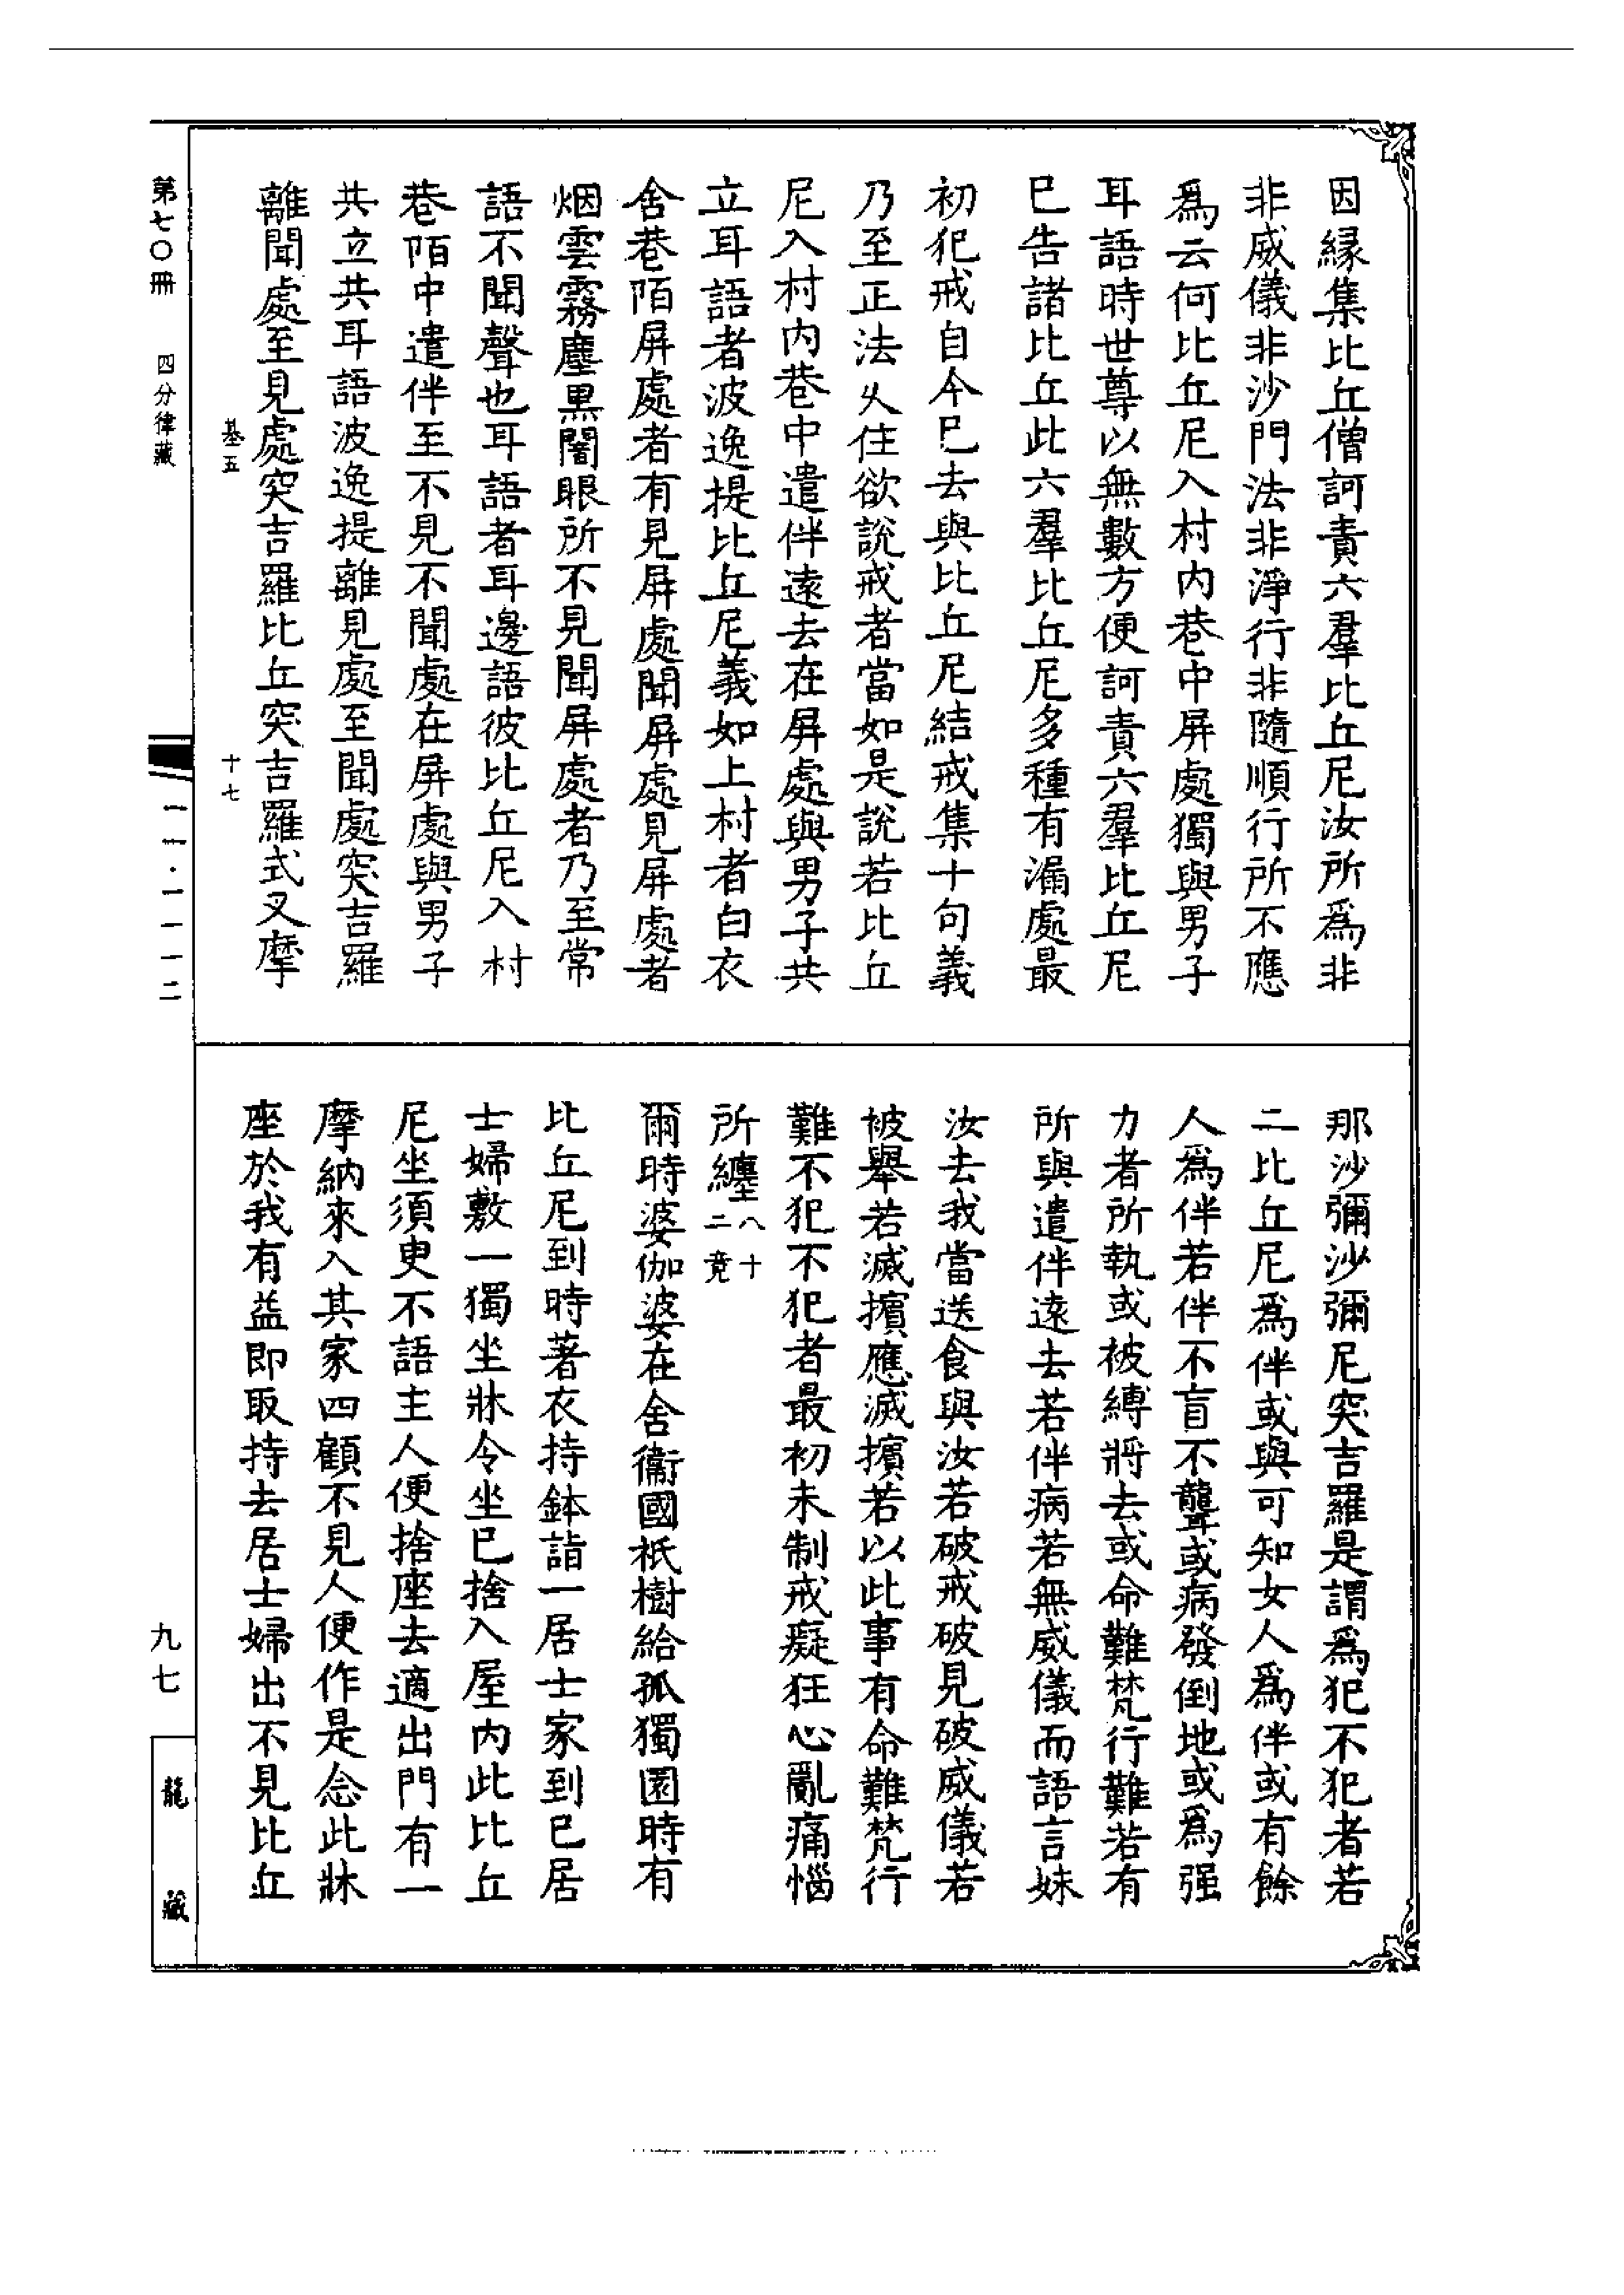 因緣集比丘僧訶責六羣比丘尼汝所爲非
非威儀非沙門法非淨行非隨順行所不應
爲云何比丘尼入村內巷中屏處獨與男子
耳語時世尊以無數方便訶責六羣比丘尼
已告諸比丘此六羣比丘尼多種有漏處最
初犯戒自今已去與比丘尼結戒集十句義
乃至正法久住欲說戒者當如是說若比丘
尼入村內巷中遣伴遠去在屏處與男子共
立耳語者波逸提比丘尼義如上村者白衣
舍巷陌屏處者有見屏處聞屏處見屏處者
烟雲霧塵黑闇眼所不見聞屏處者乃至常
語不聞聲也耳語者耳邊語彼比丘尼入村
巷陌中遣伴至不見不聞處在屏處與男子
共立共耳語波逸提離見處至聞處突吉羅
離聞處至見處突吉羅比丘突吉羅式叉摩
那沙彌沙彌尼突吉羅是謂爲犯不犯者若
二比丘尼爲伴或與可知女人爲伴或有餘
人爲伴若伴不盲不聾或病發倒地或爲强
力者所執或被縛將去或命難梵行難若有
所與遣伴遠去若伴病若無威儀而語言妹
汝去我當送食與汝若破戒破見破威儀若
被舉若滅擯應滅擯若以此事有命難梵行
難不犯不犯者最初未制戒癡狂心亂痛惱
所纏八十二竟
爾時婆伽婆在舍衞國祇樹給孤獨園時有
比丘尼到時著衣持鉢詣一居士家到已居
士婦敷一獨坐牀令坐已捨入屋內此比丘
尼坐須臾不語主人便捨座去適出門有一
摩納來入其家四顧不見人便作是念此牀
座於我有益即取持去居士婦出不見比丘
基五
十七
第七〇冊
四分律藏
一一·一一一二
九七
龍藏